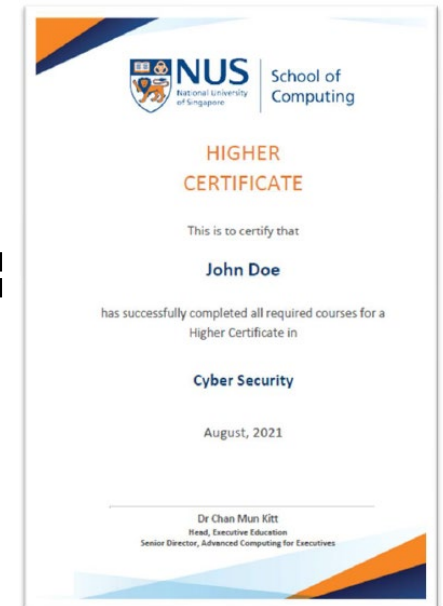 NUS
National University
of Singapore
School of
Computing
HIGHER
CERTIFICATE
This is to certify that
John Doe
has successfully completed all required courses for a
Higher Certificate in
Cyber Security
August, 2021
Dr Chan Mun Kitt
Head, Executive Education
Senior Director, Advanced Computing for Executives